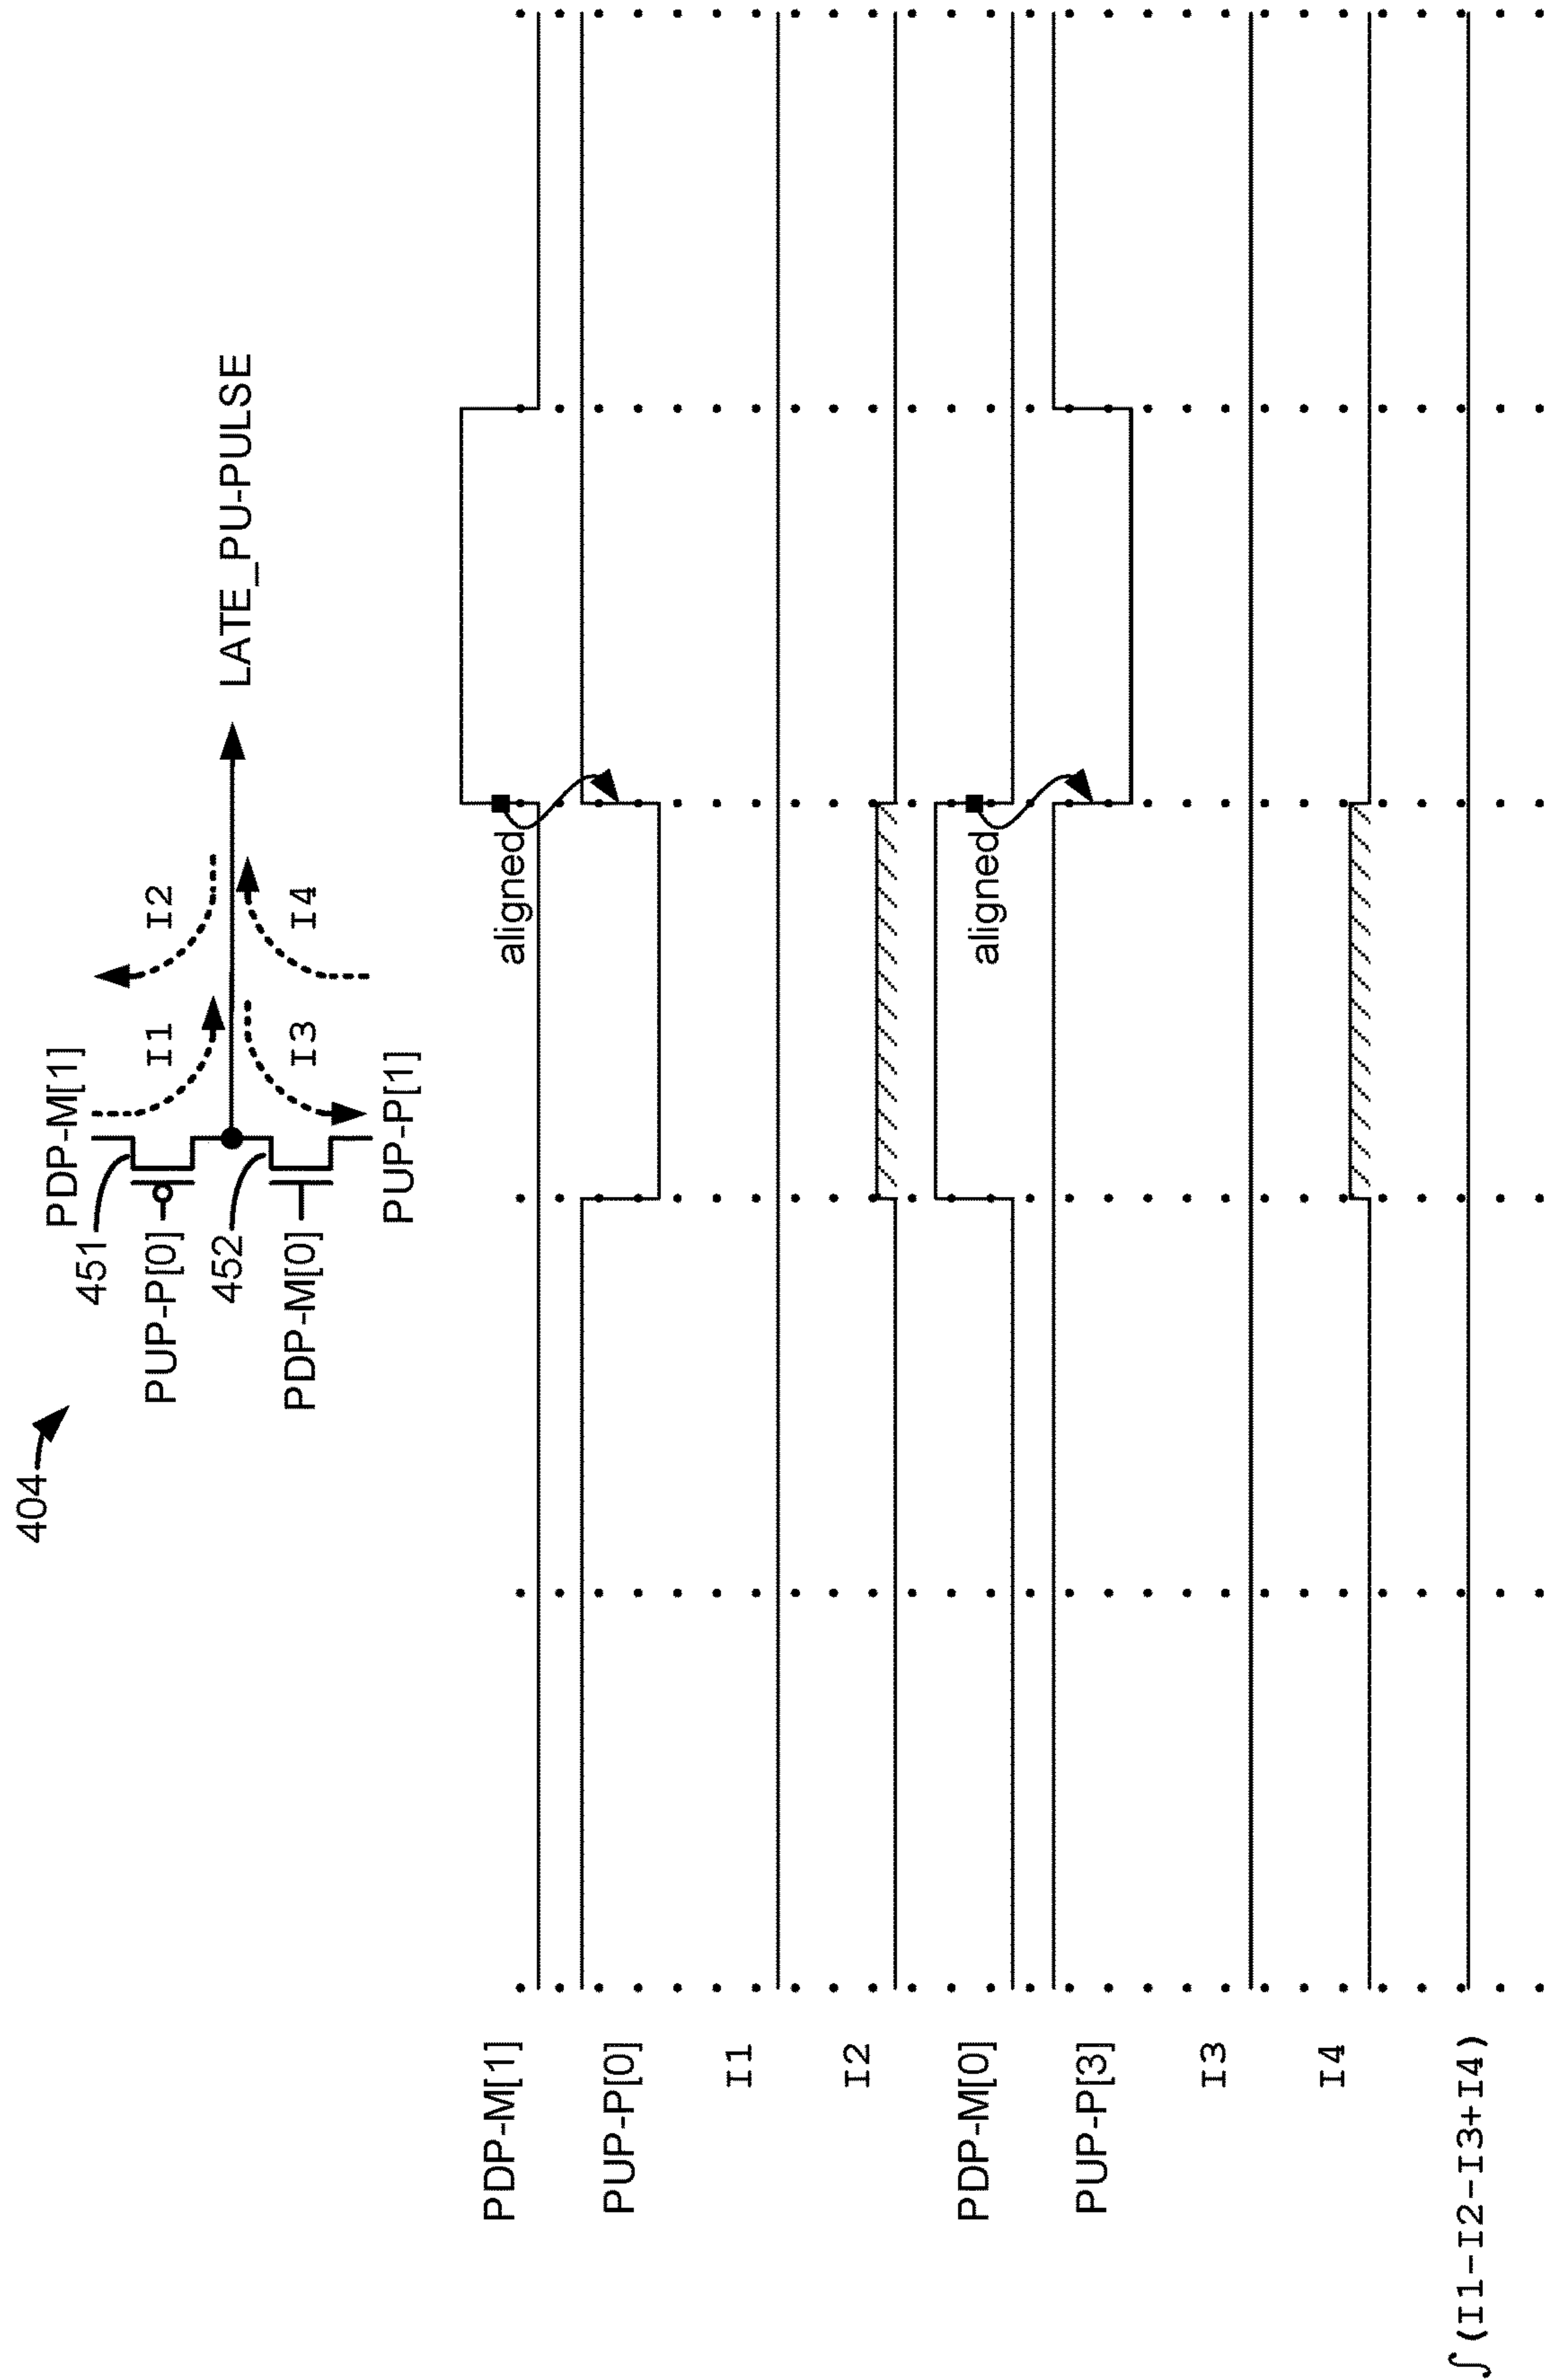 404
PDP-M[1]
451
I1
I2
PUP-P[0]
452
LATE_PU-PULSE
PDP-M[0]
I3
I4
PUP-P[1]
PDP-M[1]
aligned
PUP-P[0]
I1
I2
PDP-M[0]
aligned
PUP-P[3]
I3
I4
∫(I1-I2-I3+I4)